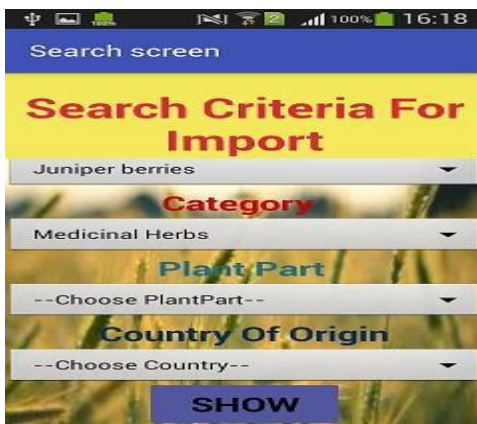 100% 16:18
Search screen
Search Criteria For
Import
Juniper berries
Category
Medicinal Herbs
Plant Part
--Choose PlantPart--
Country Of Origin
--Choose Country--
SHOW